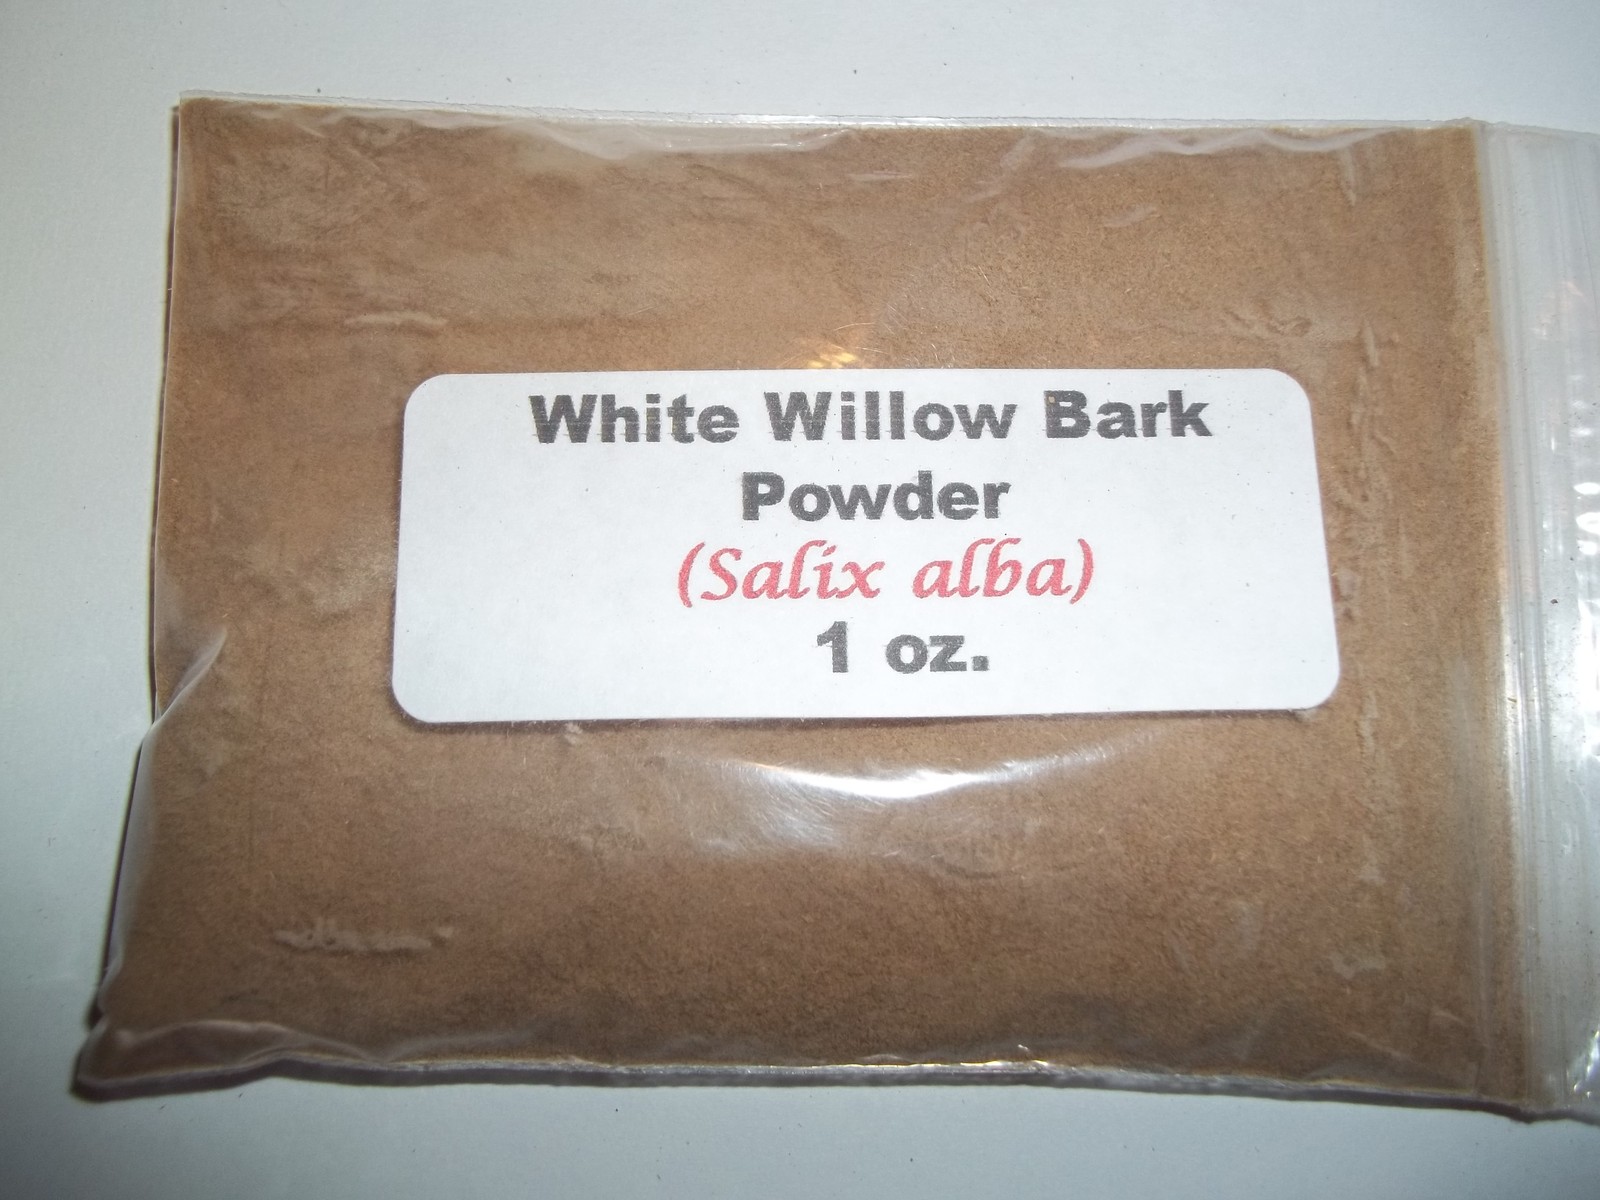 White Willow Bark
Powder
(Salix alba)
1 oz.